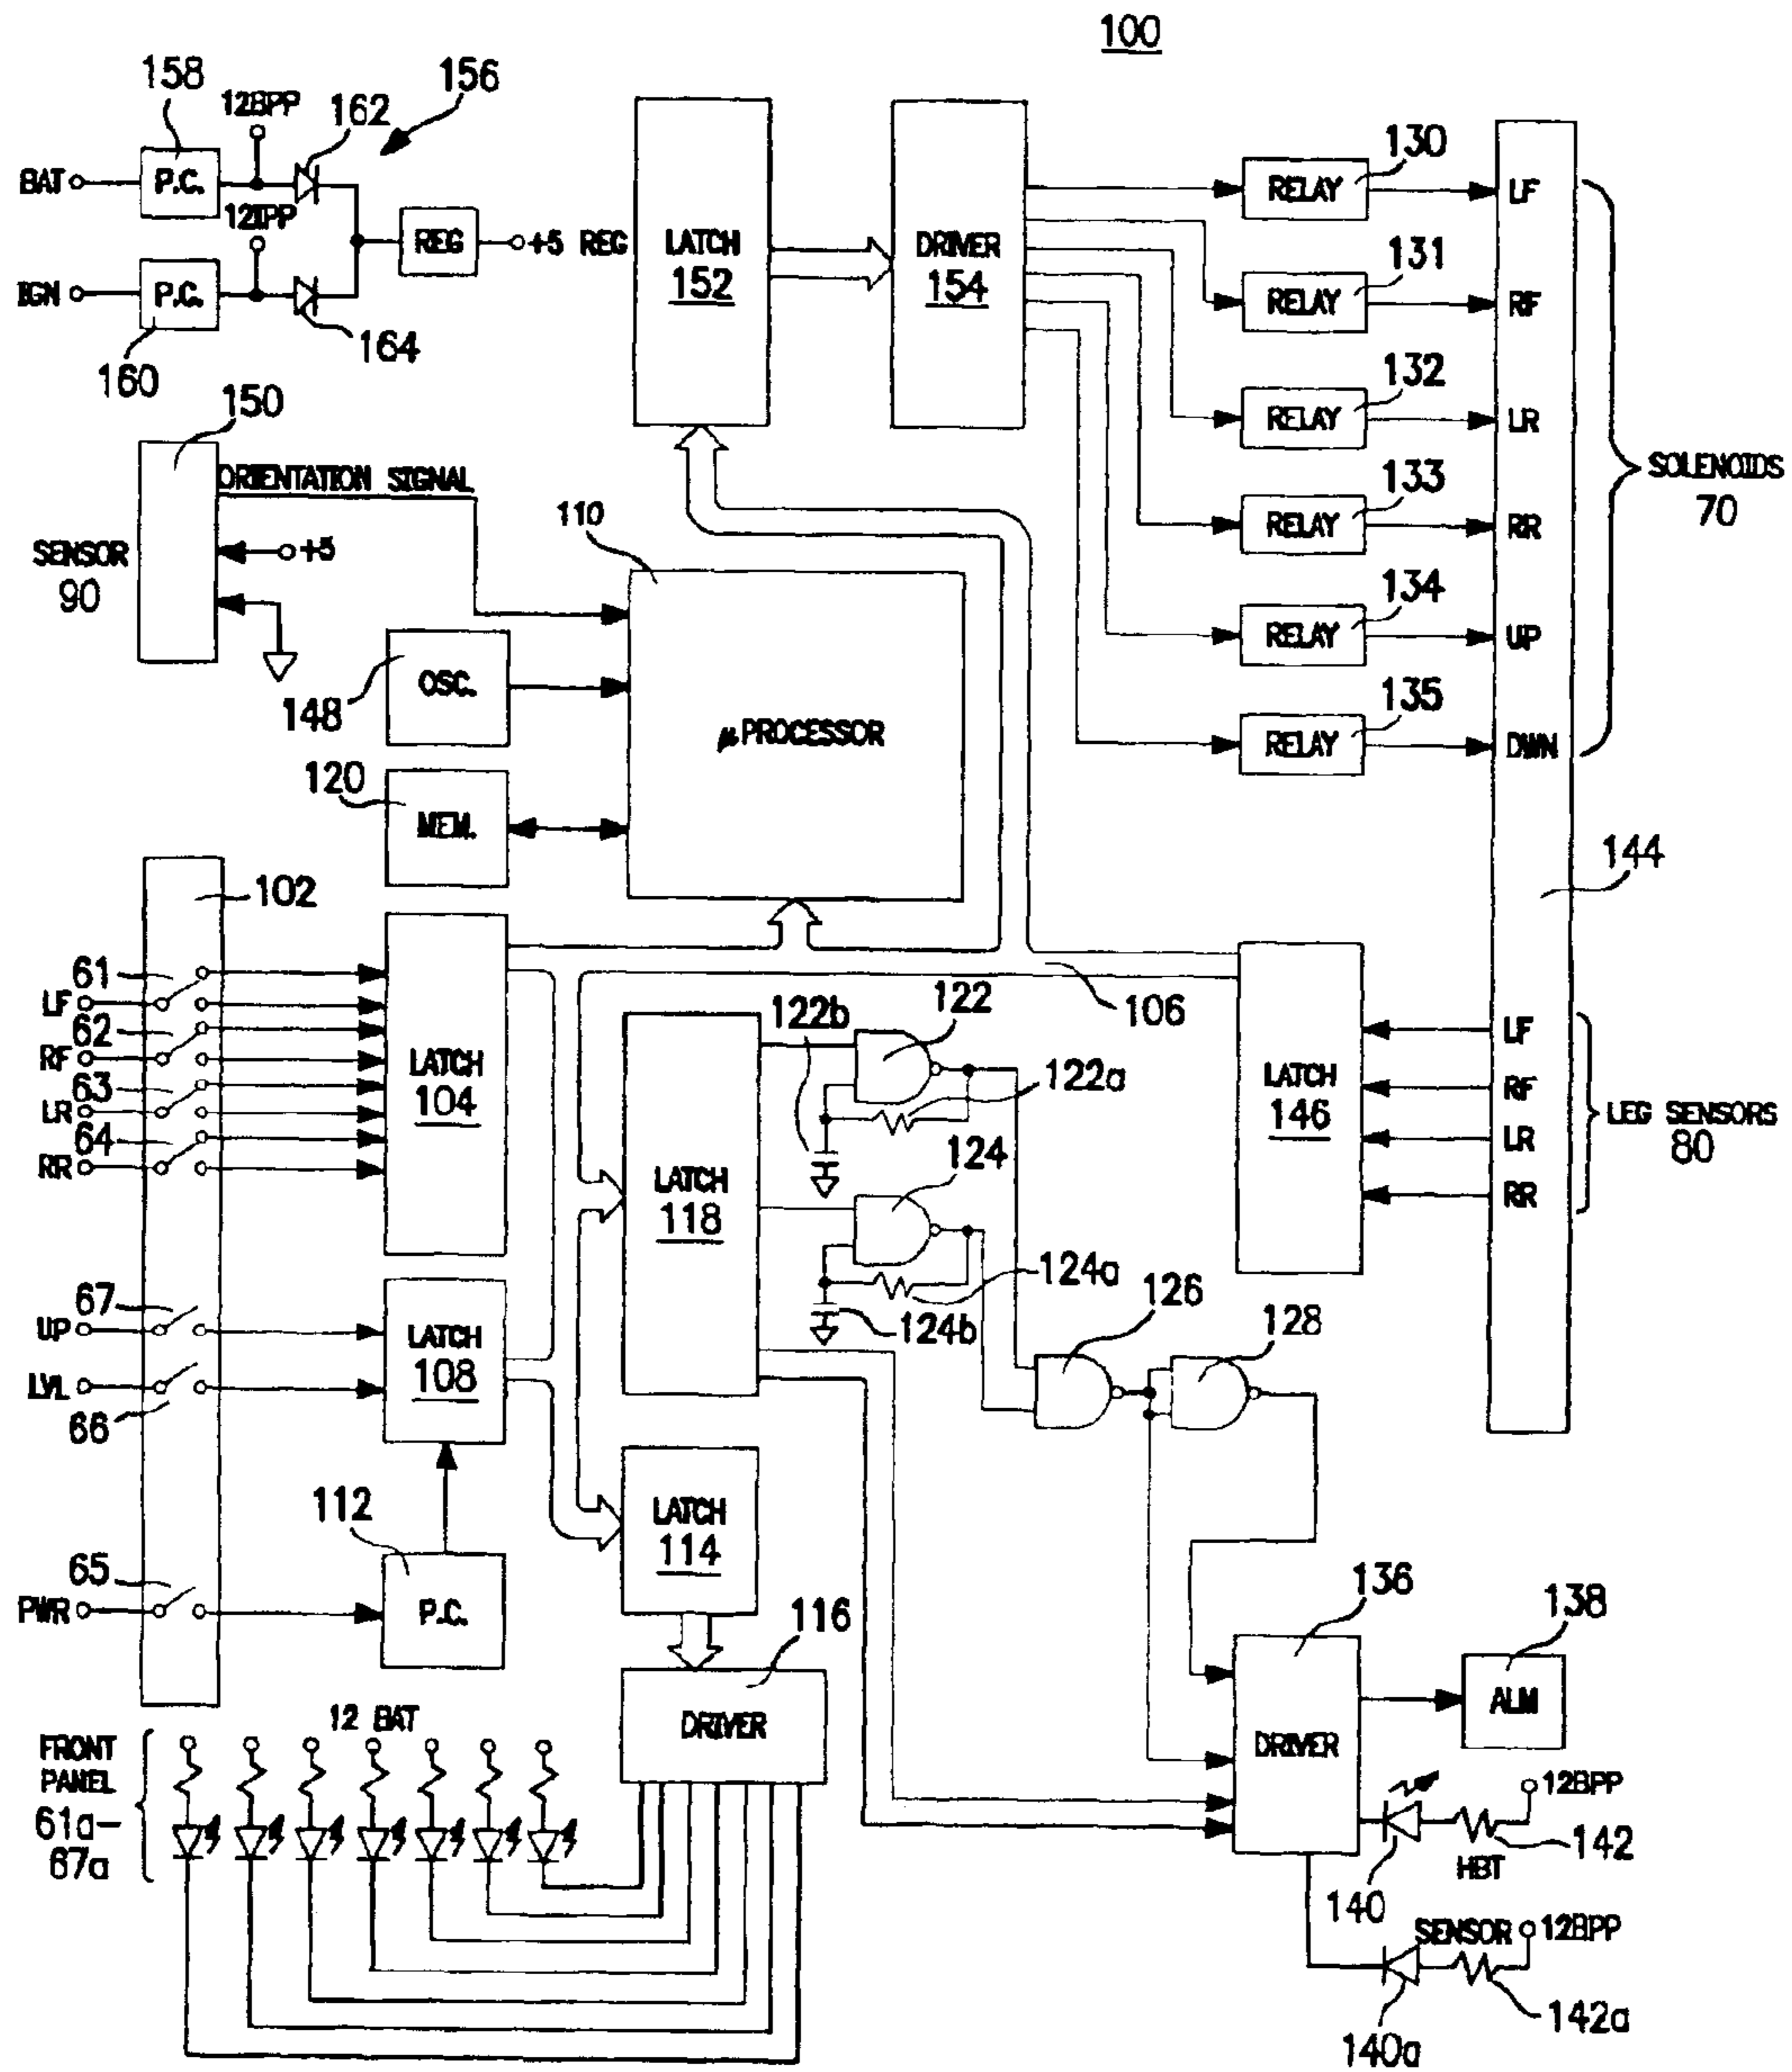 100
158
12BPP
162
156
BAT
P.C.
12IPP
REG
+5 REG
IGN
P.C.
160
164
LATCH
152
DRIVER
154
130
RELAY
LF
131
RELAY
RF
132
RELAY
LR
133
RELAY
RR
134
RELAY
UP
135
RELAY
DWN
SOLENOIDS
70
150
ORIENTATION SIGNAL
SENSOR
90
+5
110
μPROCESSOR
OSC.
148
120
MEM.
144
102
61
LF
62
RF
63
LR
64
RR
LATCH
104
67
UP
LVL
66
LATCH
108
112
65
PWR
P.C.
106
LATCH
118
122b
122
122a
124
124a
124b
126
128
LATCH
146
LF
RF
LR
RR
LEG SENSORS
80
LATCH
114
116
DRIVER
12 BAT
FRONT
PANEL
61a-
67a
136
DRIVER
138
ALM
12BPP
142
HBT
140
SENSOR
12BPP
142a
140a